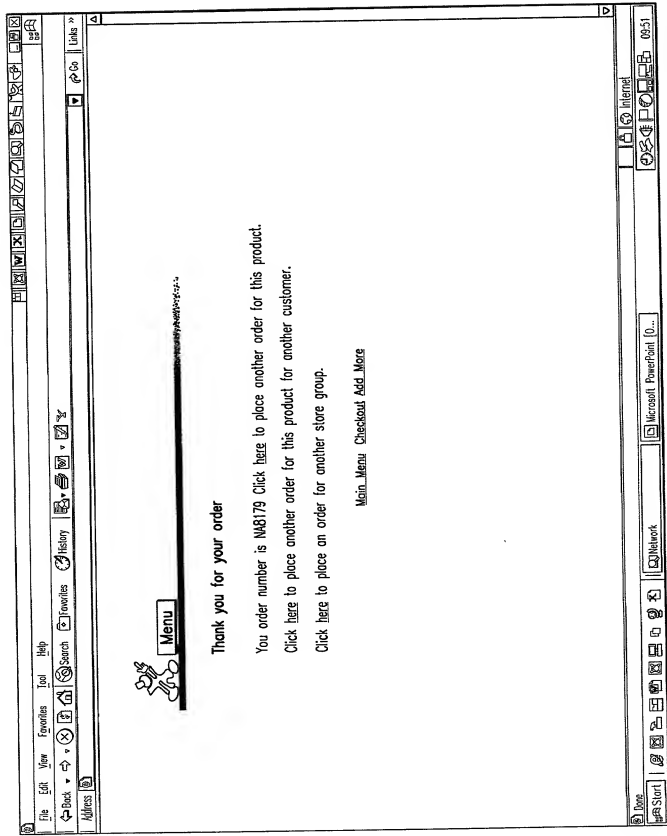 File Edit View Favorites Tool Help
Back Search Favorites History
Address Go Links »
Menu
Thank you for your order
You order number is NA8179 Click here to place another order for this product.
Click here to place another order for this product for another customer.
Click here to place an order for another store group.
Main Menu Checkout Add More
Done Internet
Start Network Microsoft PowerPoint [O... 09:51